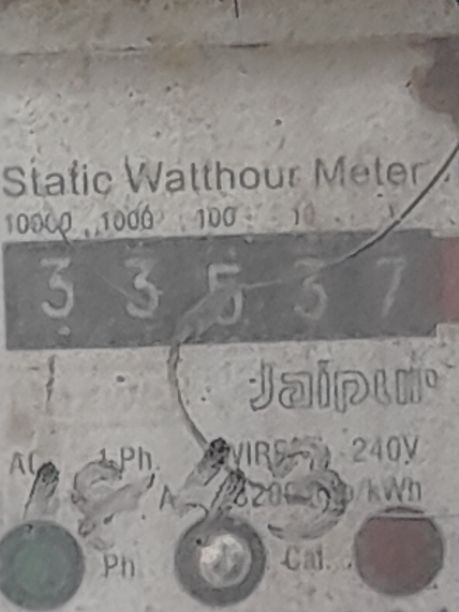 Static Watthour Meter
10000 1000 100 10 1
3 3 5 3 7
Jaipur
AC 1-Ph. 240V
/kWh
Ph Cal.